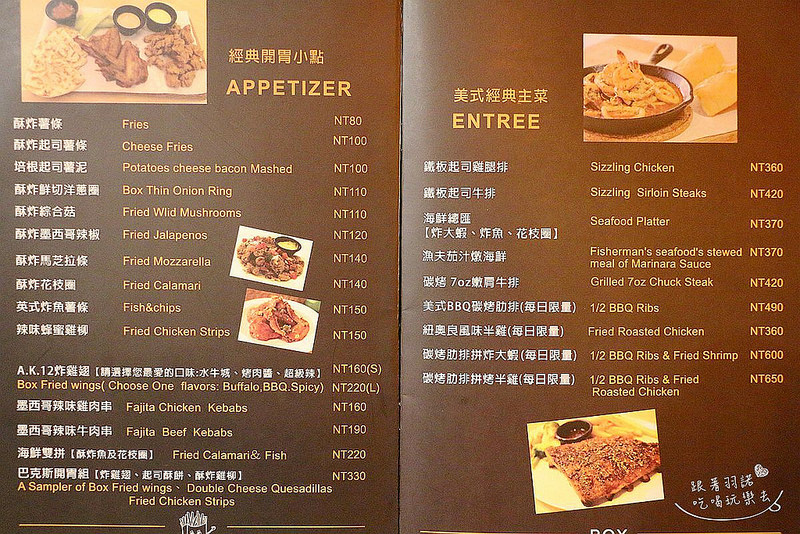 經典開胃小點
APPETIZER
酥炸薯條 Fries NT80
酥炸起司薯條 Cheese Fries NT100
培根起司薯泥 Potatoes cheese bacon Mashed NT100
酥炸鮮切洋蔥圈 Box Thin Onion Ring NT110
酥炸綜合菇 Fried Wlid Mushrooms NT110
酥炸墨西哥辣椒 Fried Jalapenos NT120
酥炸馬芝拉條 Fried Mozzarella NT140
酥炸花枝圈 Fried Calamari NT140
英式炸魚薯條 Fish&chips NT150
辣味蜂蜜雞柳 Fried Chicken Strips NT150
A.K.12炸雞翅【請選擇您最愛的口味:水牛城、烤肉醬、超級辣】 NT160(S)
Box Fried wings( Choose One flavors: Buffalo,BBQ.Spicy) NT220(L)
墨西哥辣味雞肉串 Fajita Chicken Kebabs NT160
墨西哥辣味牛肉串 Fajita Beef Kebabs NT190
海鮮雙拼【酥炸魚及花枝圈】 Fried Calamari& Fish NT220
巴克斯開胃組【炸雞翅、起司酥餅、酥炸雞柳】 NT330
A Sampler of Box Fried wings、Double Cheese Quesadillas
Fried Chicken Strips
美式經典主菜
ENTREE
鐵板起司雞腿排 Sizzling Chicken NT360
鐵板起司牛排 Sizzling Sirloin Steaks NT420
海鮮總匯
【炸大蝦、炸魚、花枝圈】 Seafood Platter NT370
漁夫茄汁燉海鮮 Fisherman's seafood's stewed NT370
meal of Marinara Sauce
碳烤 7oz嫩肩牛排 Grilled 7oz Chuck Steak NT420
美式BBQ碳烤肋排(每日限量) 1/2 BBQ Ribs NT490
紐奧良風味半雞(每日限量) Fried Roasted Chicken NT360
碳烤肋排拼炸大蝦(每日限量) 1/2 BBQ Ribs & Fried Shrimp NT600
碳烤肋排拼烤半雞(每日限量) 1/2 BBQ Ribs & Fried NT650
Roasted Chicken
跟著羽諾
吃喝玩樂去
BOX